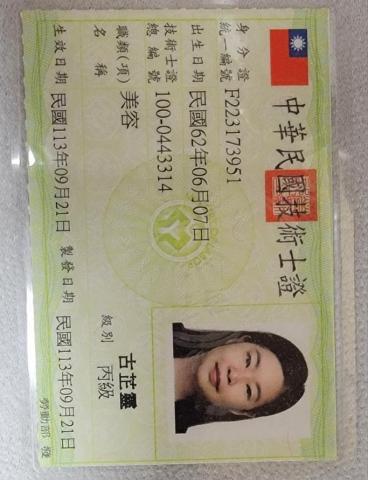 中華民國技術士證
身分證統一編號 F223173951
出生日期 民國62年06月07日
技術士證總編號 100-0443314
職類(項)名稱 美容
古芷靈
級別 丙級
生效日期 民國113年09月21日 製發日期 民國113年09月21日
勞動部 發